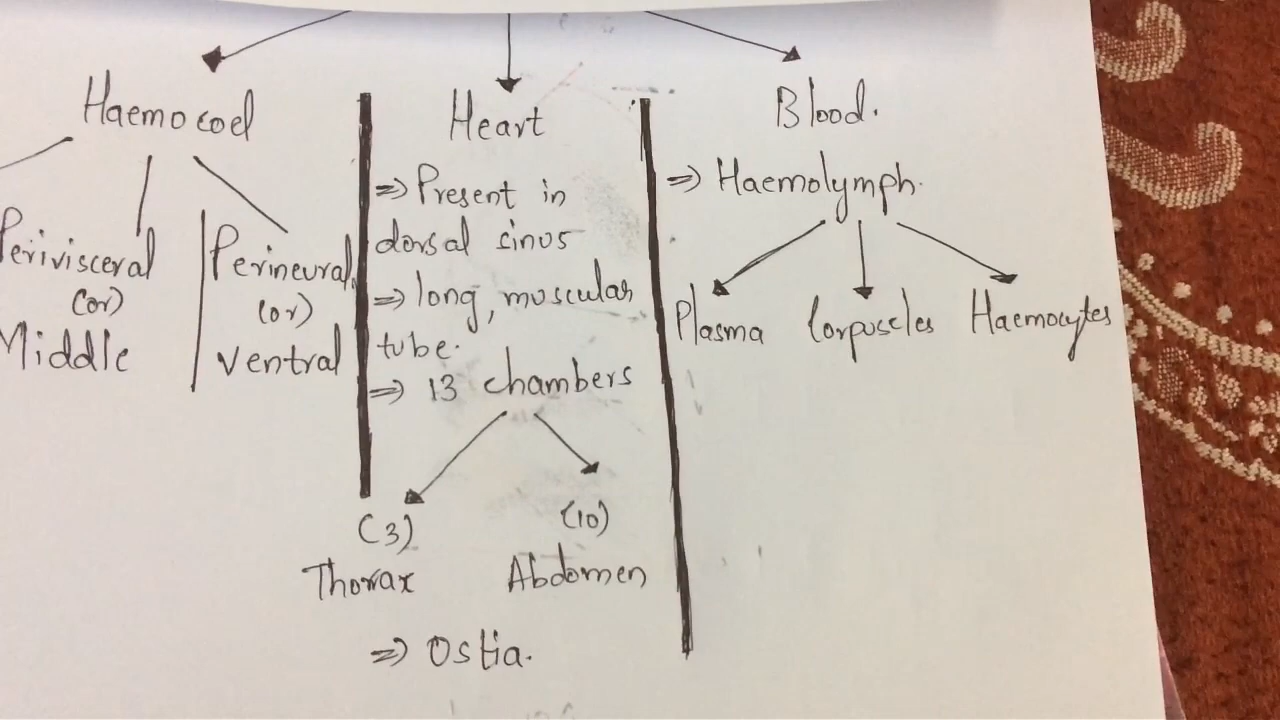 Haemocoel
Perivisceral
(or)
Middle
Perineural
(or)
Ventral
Heart
⇒ Present in
dorsal sinus
⇒ long, muscular
tube.
⇒ 13 chambers
(3)
Thorax
(10)
Abdomen
⇒ Ostia.
Blood.
⇒ Haemolymph.
Plasma
Corpuscles
Haemocytes